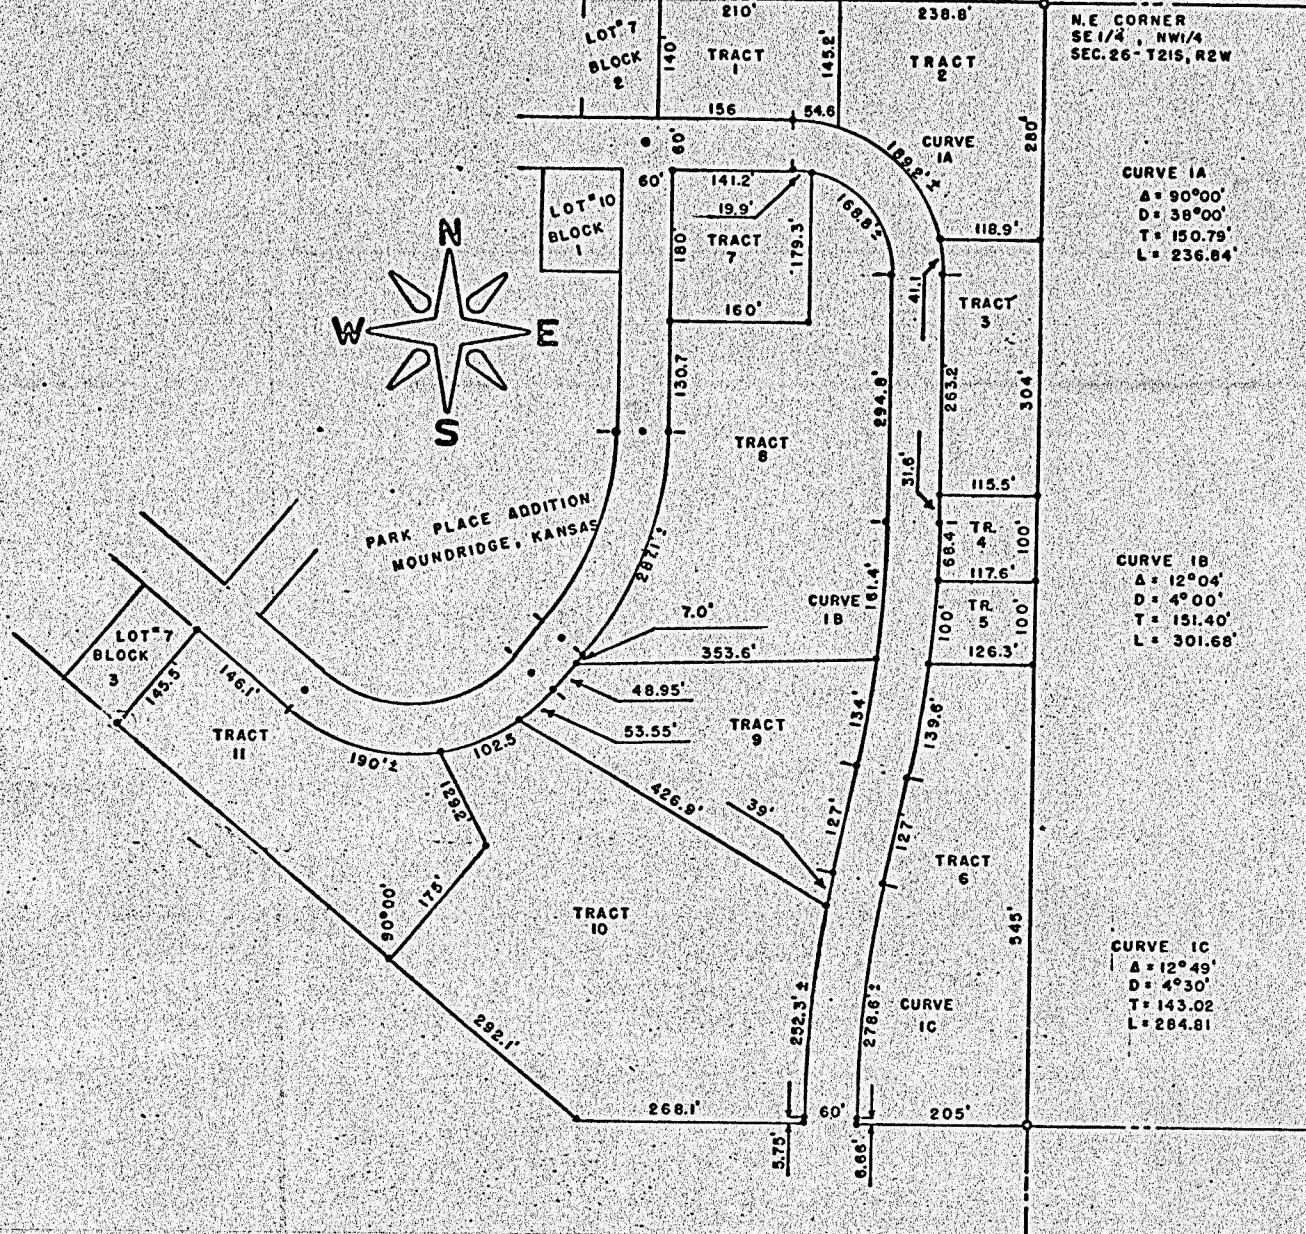 210'
238.8'
N.E CORNER
SE 1/4 , NW1/4
SEC. 26 - T21S, R2W
LOT #7
BLOCK
2
140'
TRACT
1
145.2'
TRACT
2
280'
156
54.6
60'
CURVE
1A
189.2' ±
CURVE 1A
Δ = 90°00'
D = 38°00'
T = 150.79'
L = 236.84'
60'
141.2'
19.9'
168.8' ±
LOT #10
BLOCK
1
180'
TRACT
7
179.3'
118.9'
N
W
E
S
41.1
TRACT
3
160'
130.7
294.8'
263.2'
304'
TRACT
8
31.6'
115.5'
PARK PLACE ADDITION
MOUNDRIDGE, KANSAS
287.1' ±
68.4
TR.
4
100'
117.6'
CURVE 1B
Δ = 12°04'
D = 4°00'
T = 151.40'
L = 301.68'
161.4'
CURVE
1B
100'
TR.
5
100'
7.0'
353.6'
126.3'
LOT #7
BLOCK
3
145.5'
146.1'
48.95'
53.55'
TRACT
9
134'
139.6'
TRACT
11
190' ±
102.5
129.2'
426.9'
39'
127'
127'
TRACT
6
175'
90°00'
TRACT
10
545'
CURVE 1C
Δ = 12°49'
D = 4°30'
T = 143.02
L = 284.81
252.3' ±
278.6' ±
CURVE
1C
292.1'
268.1'
60'
205'
5.75'
6.66'